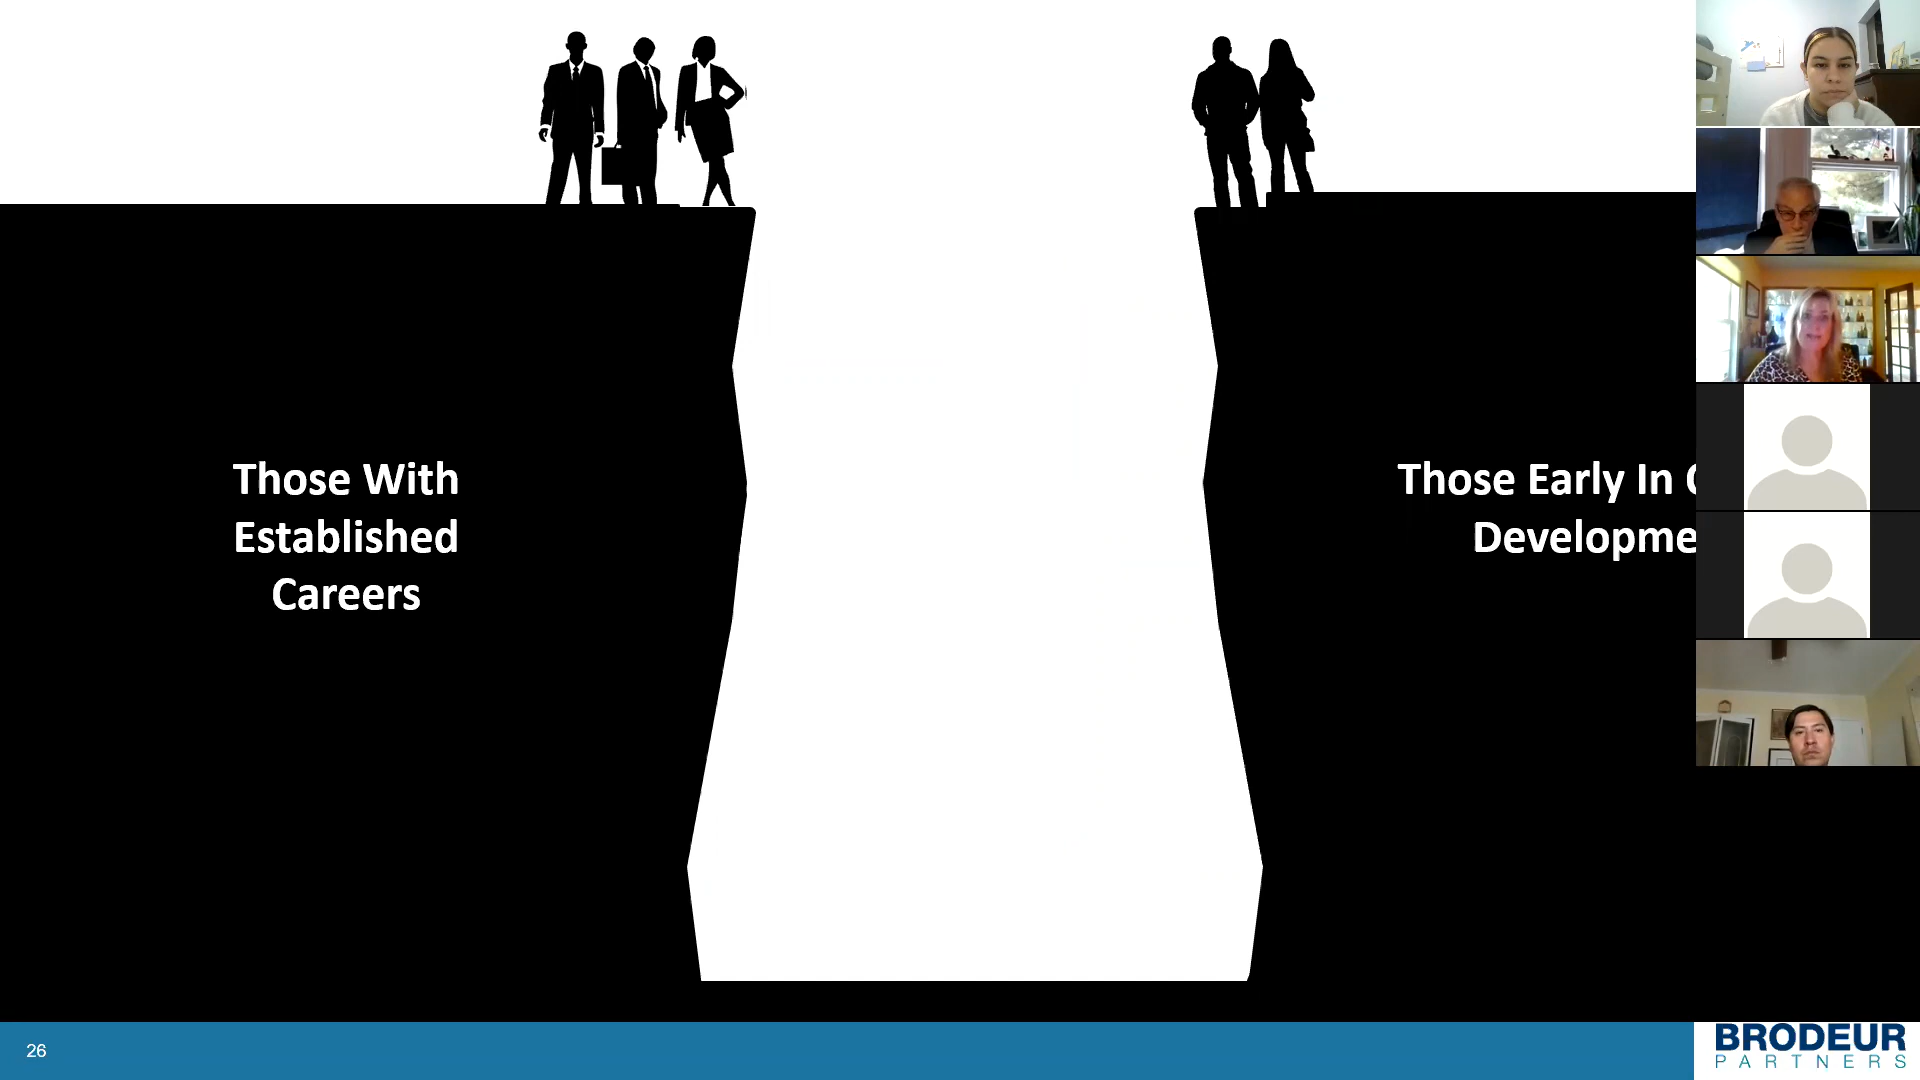 Those With
Established
Careers
Those Early In
Developme
26
BRODEUR
PARTNERS